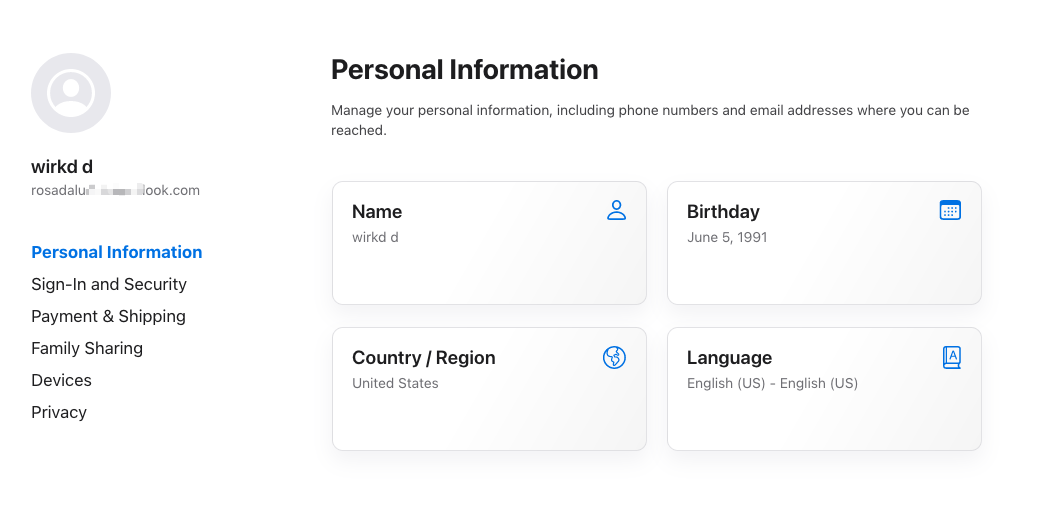 wirkd d
rosadalu look.com
Personal Information
Sign-In and Security
Payment & Shipping
Family Sharing
Devices
Privacy
Personal Information
Manage your personal information, including phone numbers and email addresses where you can be
reached.
Name
wirkd d
Birthday
June 5, 1991
Country / Region
United States
Language
A
English (US) - English (US)